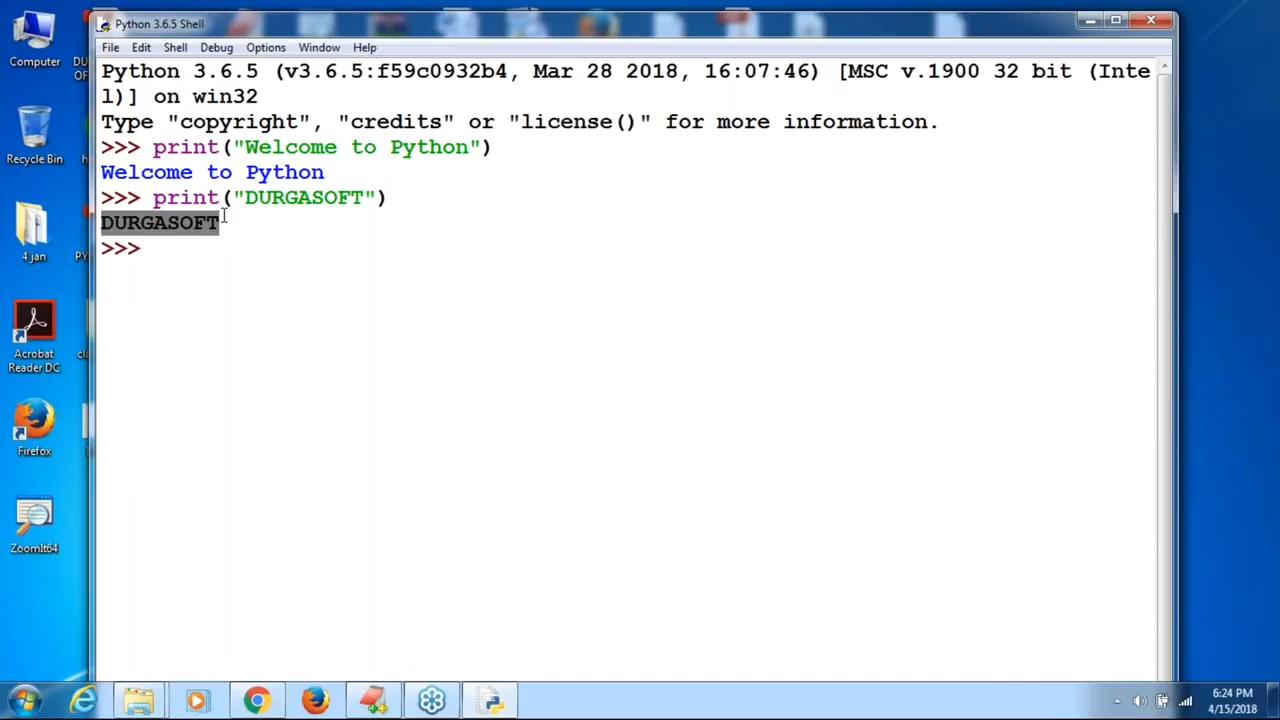 Python 3.6.5 Shell
File Edit Shell Debug Options Window Help
Python 3.6.5 (v3.6.5:f59c0932b4, Mar 28 2018, 16:07:46) [MSC v.1900 32 bit (Inte
l)] on win32
Type "copyright", "credits" or "license()" for more information.
>>> print("Welcome to Python")
Welcome to Python
>>> print("DURGASOFT")
DURGASOFT
>>>
Computer
Recycle Bin
4 jan
Acrobat
Reader DC
Firefox
ZoomIt64
DU
OF
PY
6:24 PM
4/15/2018